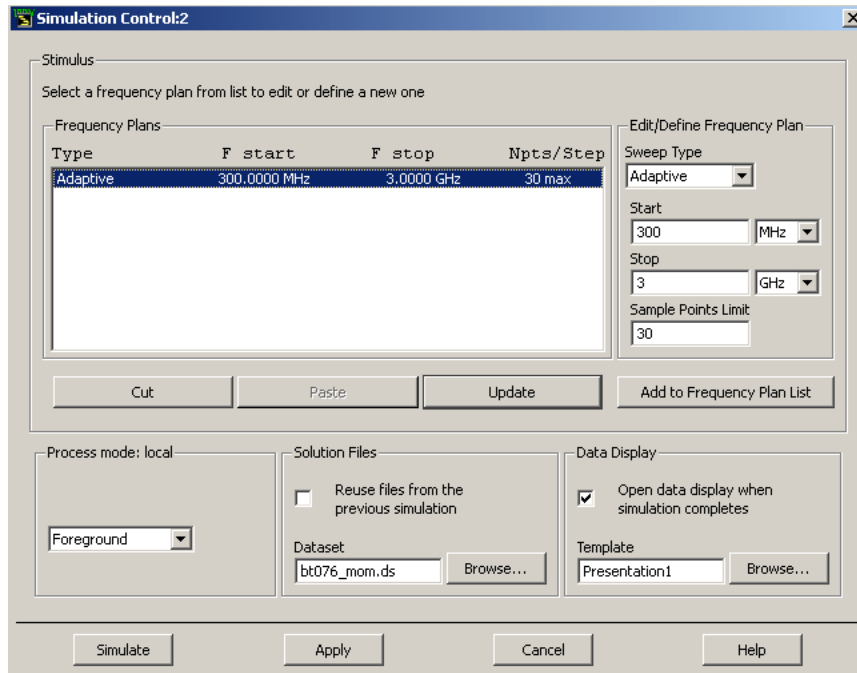 Simulation Control:2
Stimulus
Select a frequency plan from list to edit or define a new one
Frequency Plans
Type F start F stop Npts/Step
Adaptive 300.0000 MHz 3.0000 GHz 30 max
Edit/Define Frequency Plan
Sweep Type
Adaptive
Start
300 MHz
Stop
3 GHz
Sample Points Limit
30
Cut Paste Update Add to Frequency Plan List
Process mode: local
Foreground
Solution Files
Reuse files from the
previous simulation
Dataset
bt076_mom.ds Browse...
Data Display
Open data display when
simulation completes
Template
Presentation1 Browse...
Simulate Apply Cancel Help